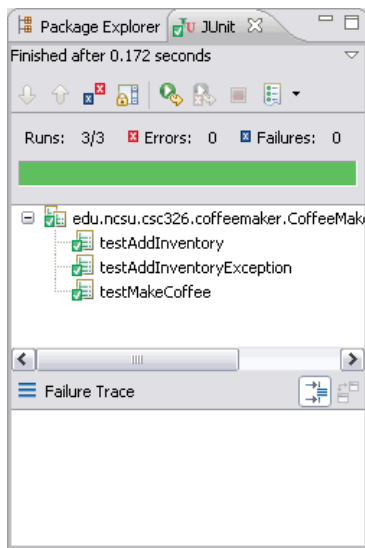 Package Explorer JUnit
Finished after 0.172 seconds
Runs: 3/3 Errors: 0 Failures: 0
edu.ncsu.csc326.coffeemaker.CoffeeMak
testAddInventory
testAddInventoryException
testMakeCoffee
Failure Trace